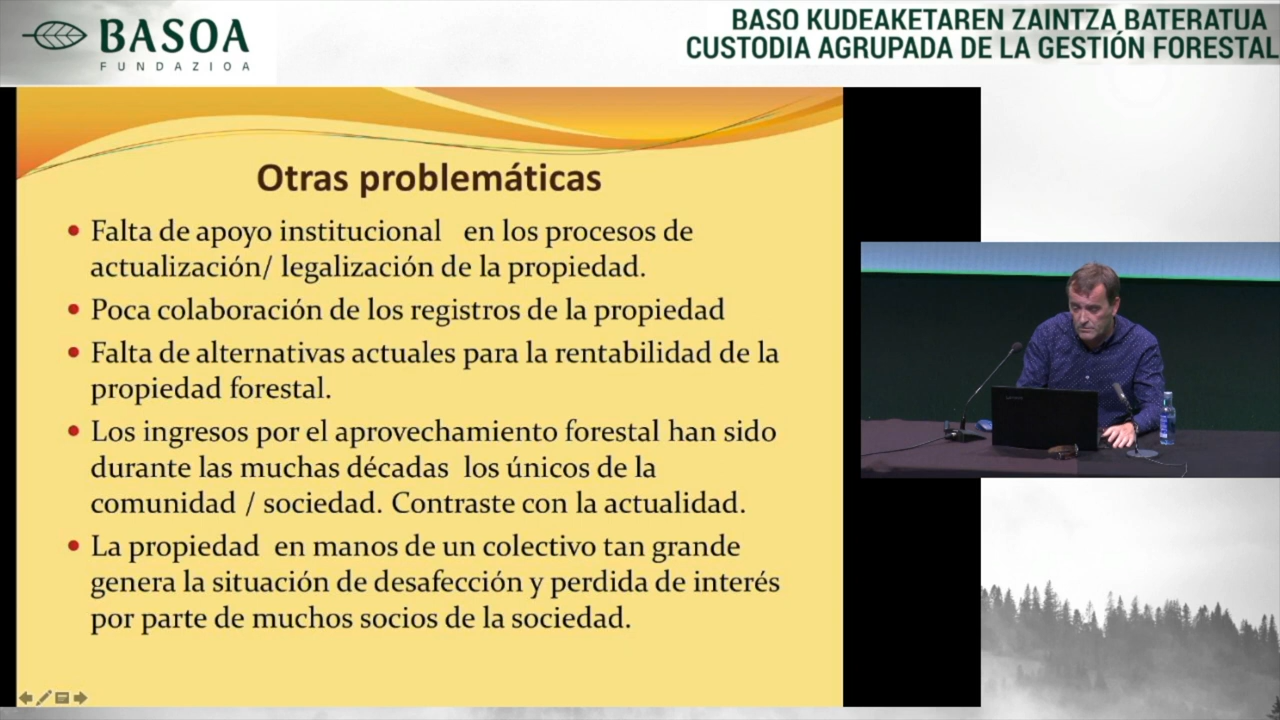 BASOA
FUNDAZIOA
BASO KUDEAKETAREN ZAINTZA BATERATUA
CUSTODIA AGRUPADA DE LA GESTIÓN FORESTAL
Otras problemáticas
• Falta de apoyo institucional en los procesos de
actualización/ legalización de la propiedad.
• Poca colaboración de los registros de la propiedad
• Falta de alternativas actuales para la rentabilidad de la
propiedad forestal.
• Los ingresos por el aprovechamiento forestal han sido
durante las muchas décadas los únicos de la
comunidad / sociedad. Contraste con la actualidad.
• La propiedad en manos de un colectivo tan grande
genera la situación de desafección y perdida de interés
por parte de muchos socios de la sociedad.